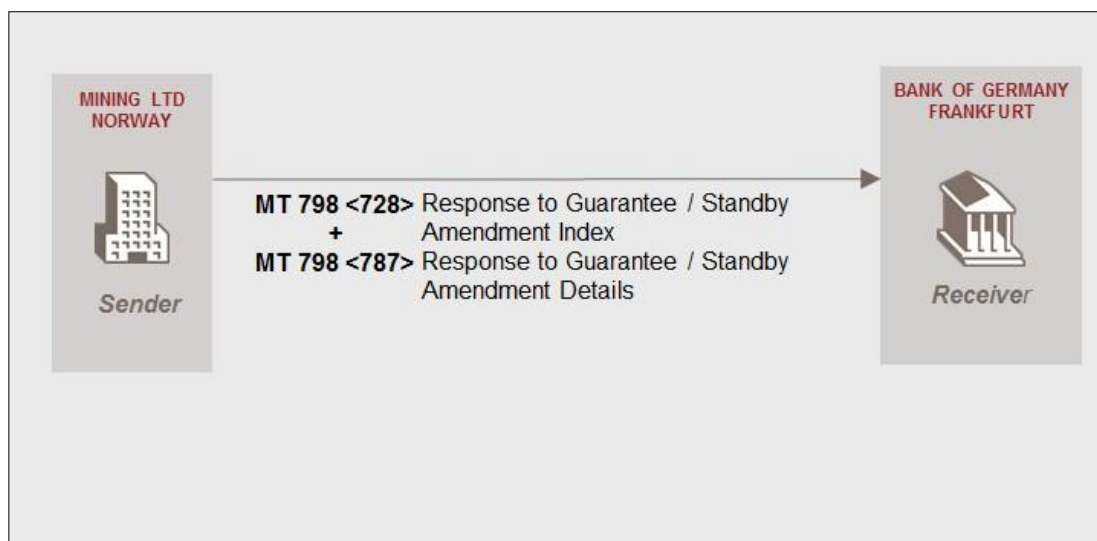 MINING LTD
NORWAY
Sender
MT 798 <728> Response to Guarantee / Standby
+ Amendment Index
MT 798 <787> Response to Guarantee / Standby
Amendment Details
BANK OF GERMANY
FRANKFURT
Receiver